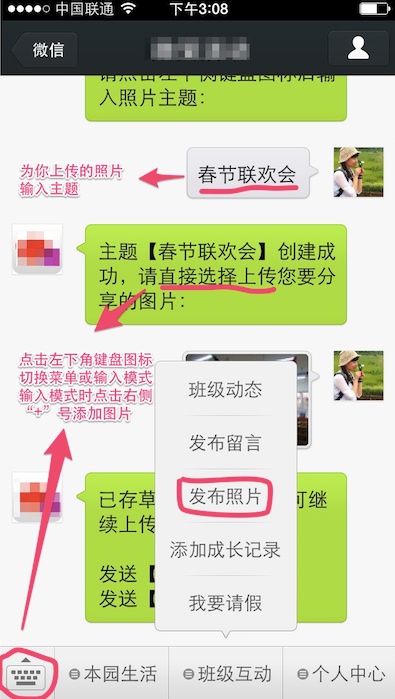 中国联通
下午3:08
微信
请点击左下侧键盘图标后输
入照片主题:
为你上传的照片
输入主题
春节联欢会
主题【春节联欢会】创建成
功，请直接选择上传您要分
享的图片:
点击左下角键盘图标
切换菜单或输入模式
输入模式时点击右侧
“+”号添加图片
班级动态
发布留言
发布照片
添加成长记录
我要请假
已存草
可继
续上传
发送【
发送【
本园生活
班级互动
个人中心